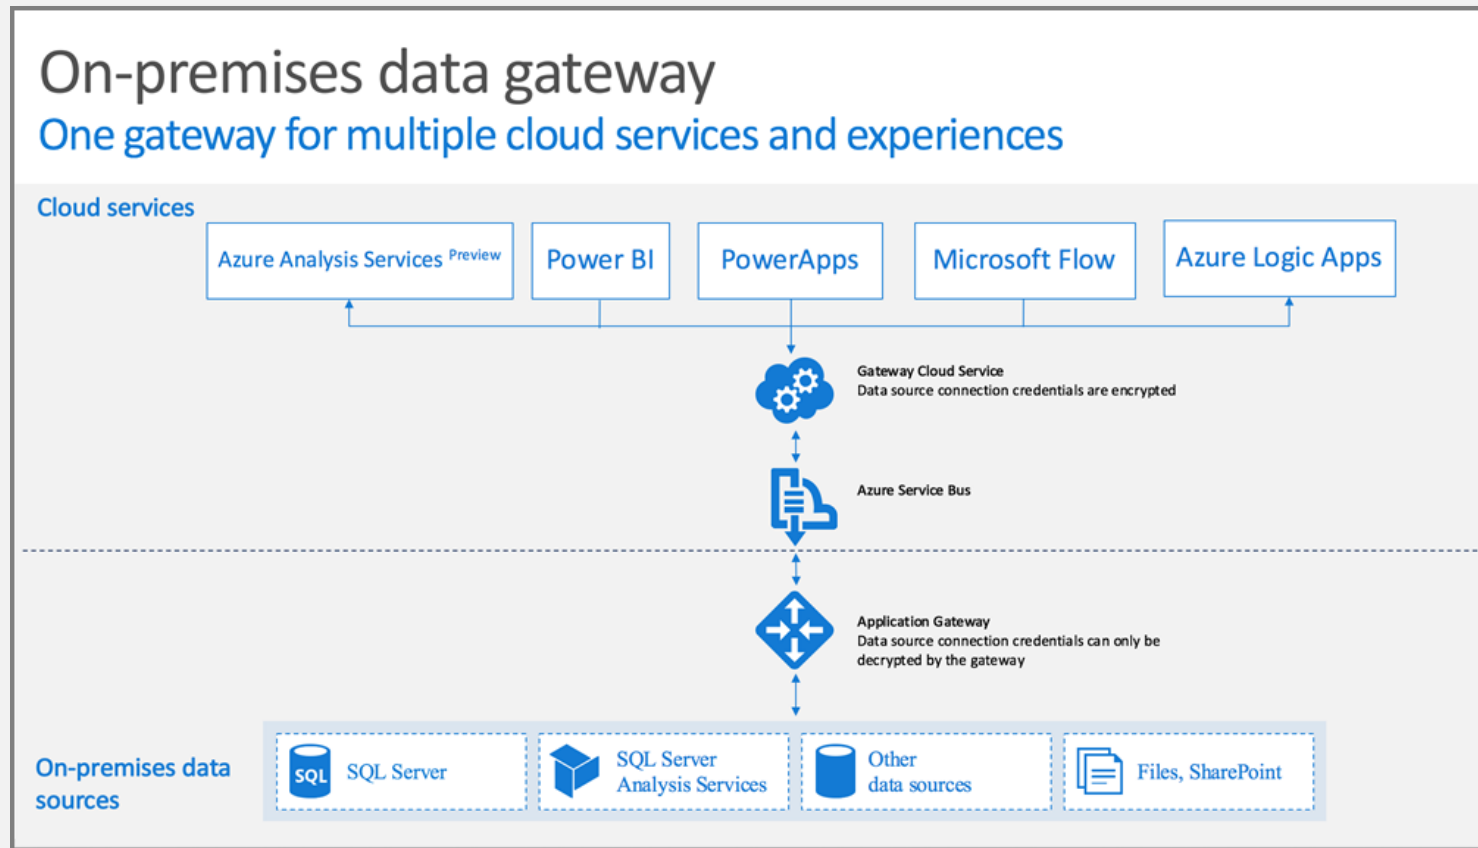 On-premises data gateway
One gateway for multiple cloud services and experiences
Cloud services
Azure Analysis Services Preview
Power BI
PowerApps
Microsoft Flow
Azure Logic Apps
Gateway Cloud Service
Data source connection credentials are encrypted
Azure Service Bus
Application Gateway
Data source connection credentials can only be
decrypted by the gateway
On-premises data
sources
SQL
SQL Server
SQL Server
Analysis Services
Other
data sources
Files, SharePoint